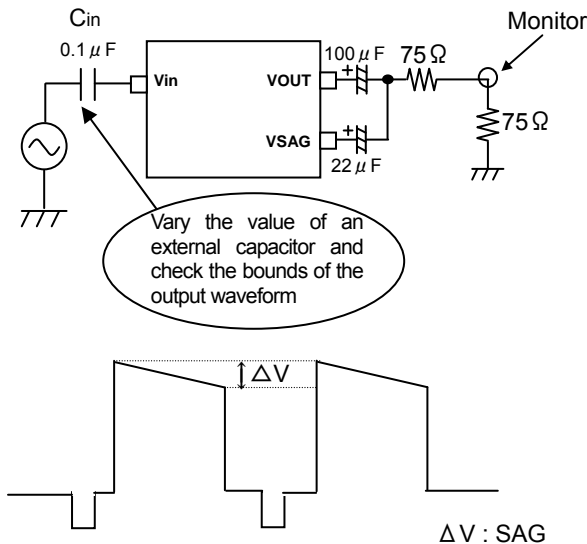 Cin
0.1μF
Vin
VOUT
VSAG
100μF
22μF
75Ω
Monitor
75Ω
Vary the value of an
external capacitor and
check the bounds of the
output waveform
ΔV
ΔV : SAG